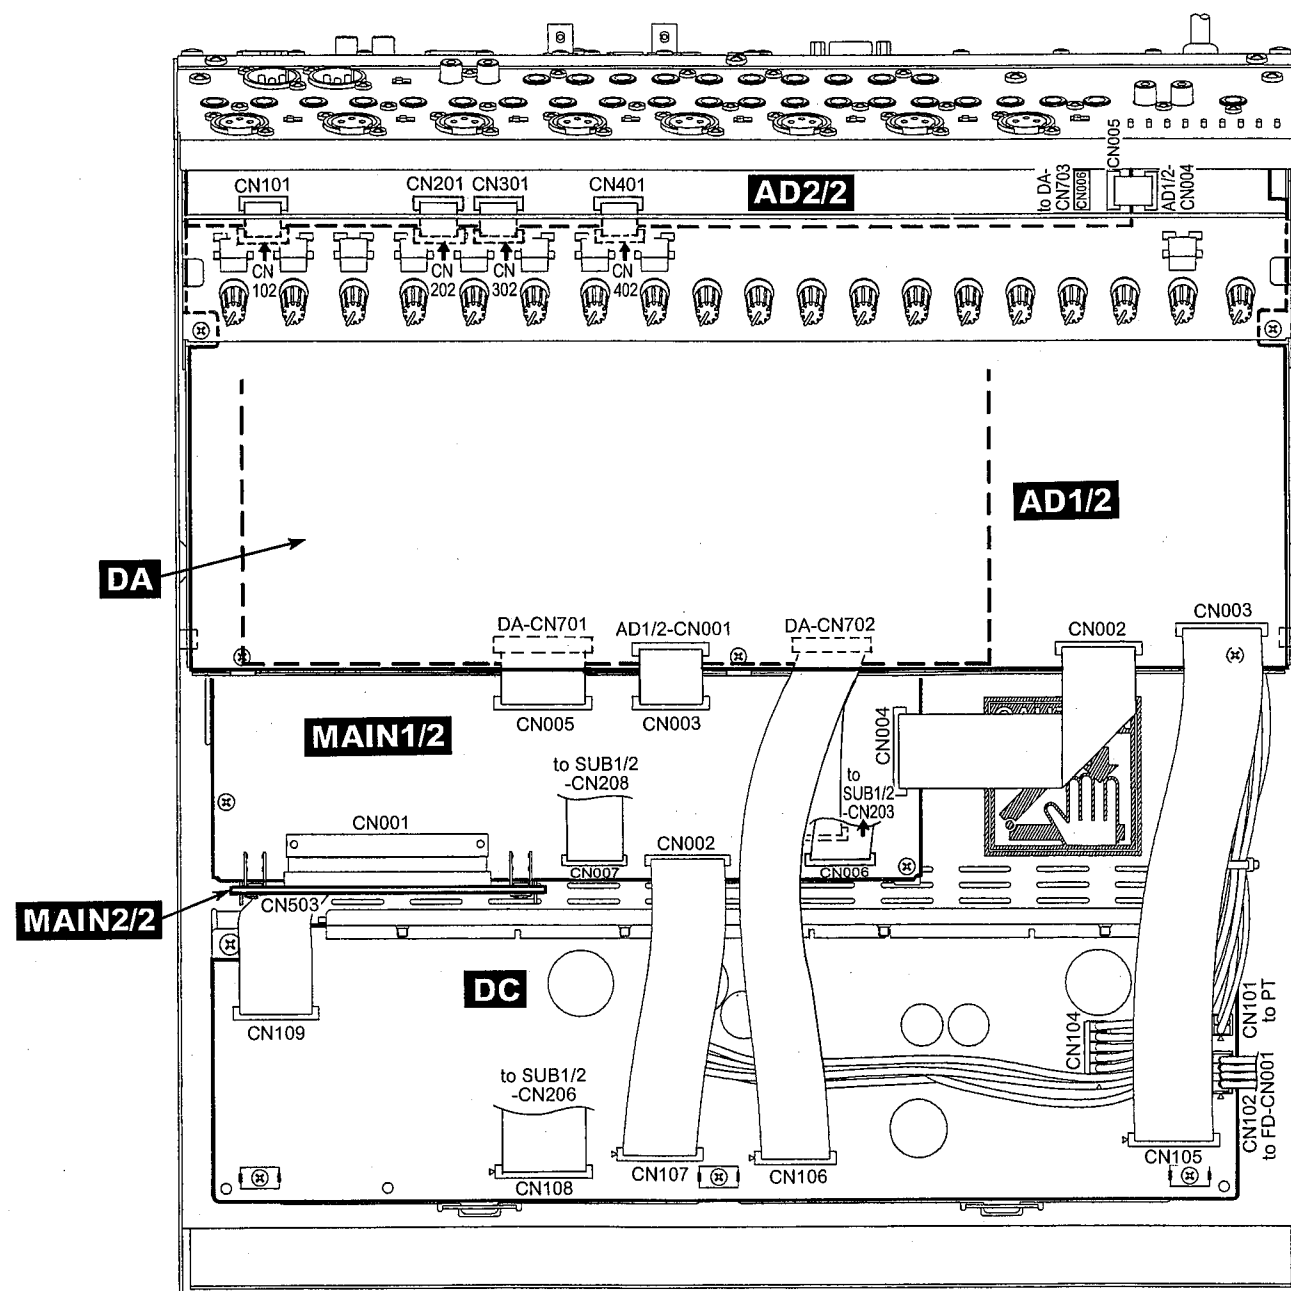 CN005
to DA-
CN703
CN006
AD1/2-
CN004
CN101
CN201
CN301
CN401
AD2/2
CN
102
CN
202
CN
302
CN
402
AD1/2
DA
DA-CN701
AD1/2-CN001
DA-CN702
CN002
CN003
CN005
CN003
CN004
MAIN1/2
to SUB1/2
-CN208
to
SUB1/2
-CN203
CN001
CN007
CN002
CN006
CN503
MAIN2/2
DC
CN109
CN104
CN101
to PT
to SUB1/2
-CN206
CN102
to FD-CN001
CN108
CN107
CN106
CN105